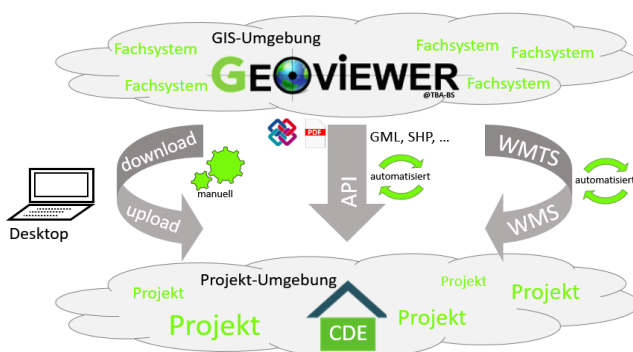 GIS-Umgebung
Fachsystem
Fachsystem
Fachsystem
Fachsystem
Fachsystem
GEOViEWER
@TBA-BS
download
upload
manuell
Desktop
PDF
GML, SHP, ...
API
automatisiert
WMTS
WMS
automatisiert
Projekt-Umgebung
Projekt
Projekt
Projekt
Projekt
Projekt
CDE